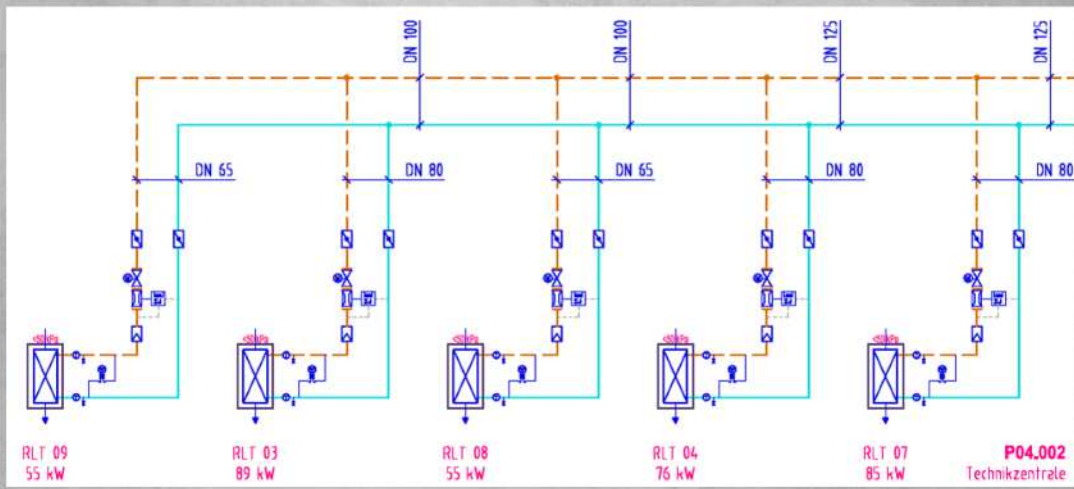 DN 100
DN 100
DN 125
DN 125
DN 65
DN 80
DN 65
DN 80
DN 80
RLT 09
55 kW
RLT 03
89 kW
RLT 08
55 kW
RLT 04
76 kW
RLT 07
85 kW
P04.002
Technikzentrale